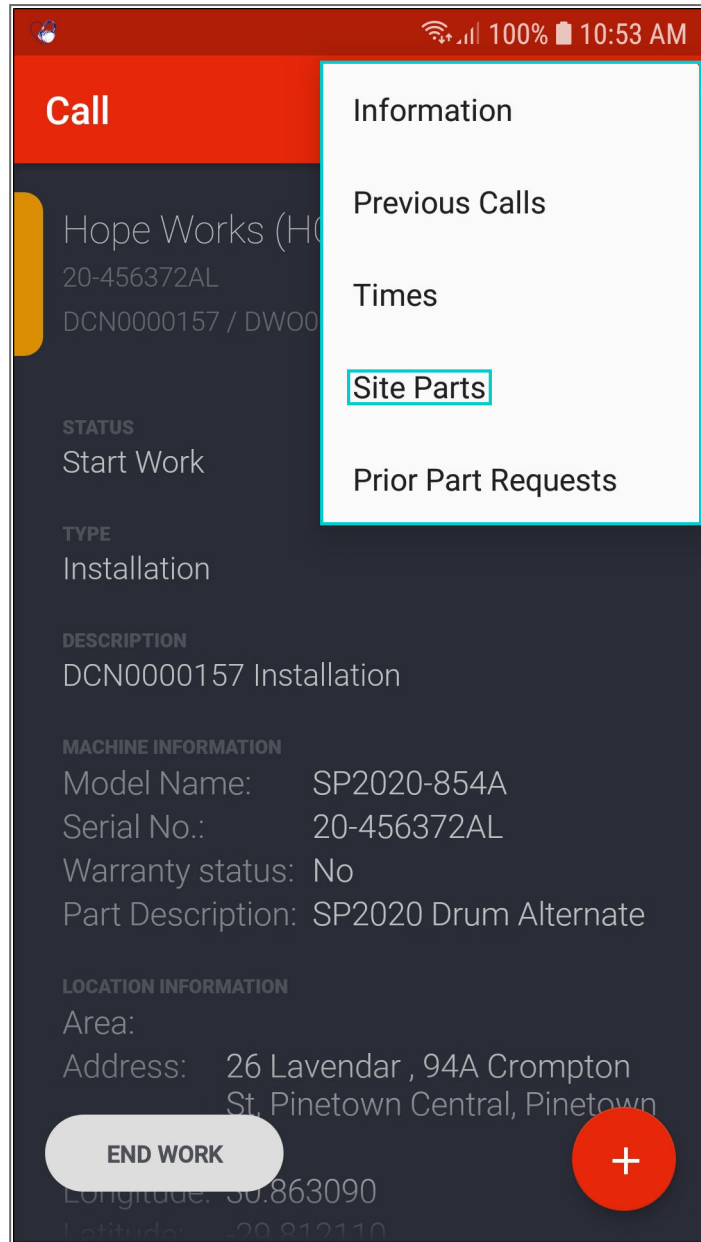 100% 10:53 AM
Call
Information
Previous Calls
Times
Site Parts
Prior Part Requests
Hope Works (H
20-456372AL
DCN0000157 / DWO0
STATUS
Start Work
TYPE
Installation
DESCRIPTION
DCN0000157 Installation
MACHINE INFORMATION
Model Name: SP2020-854A
Serial No.: 20-456372AL
Warranty status: No
Part Description: SP2020 Drum Alternate
LOCATION INFORMATION
Area:
Address: 26 Lavendar , 94A Crompton
St, Pinetown Central, Pinetown
END WORK
+
Longitude: 30.863090
Latitude: -29.812110